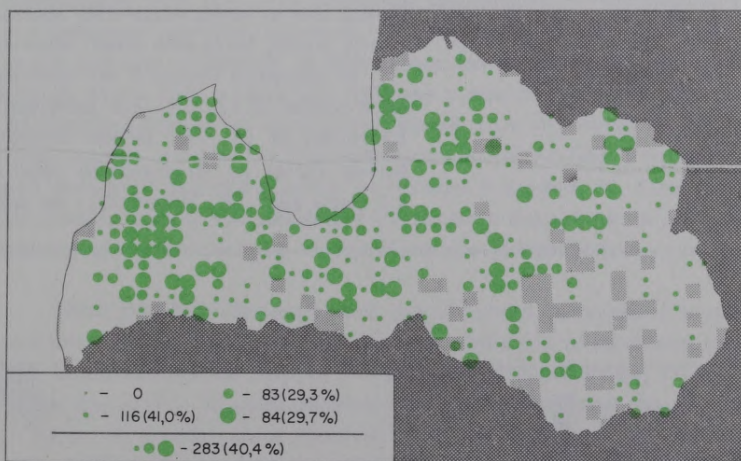 · – 0
● – 83 (29,3 %)
● – 116 (41,0 %)
● – 84 (29,7 %)
●●● – 283 (40,4 %)